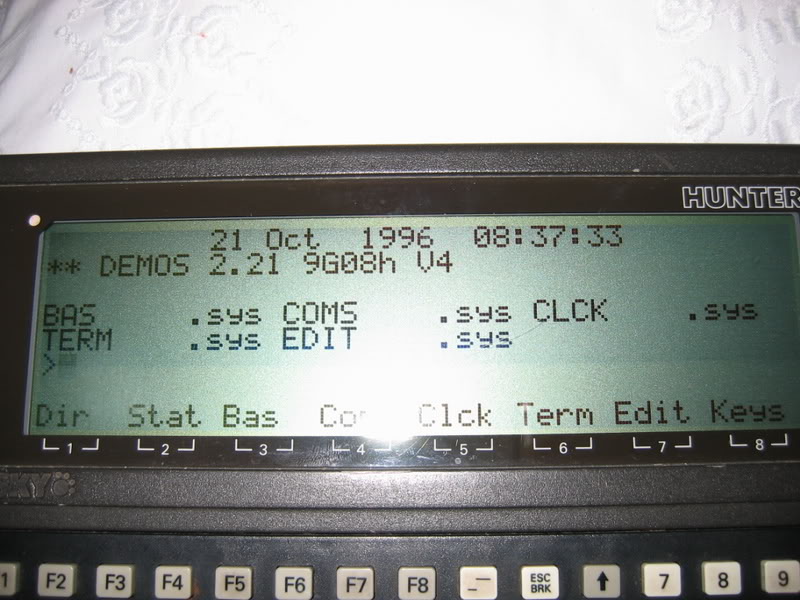 HUNTER
21 Oct 1996 08:37:33
** DEMOS 2.21 9G08h V4
BAS .sys COMS .sys CLCK .sys
TERM .sys EDIT .sys
>
Dir Stat Bas Clck Term Edit Keys
1 2 3 4 5 6 7 8
F2 F3 F4 F5 F6 F7 F8 ESC BRK ↑ 7 8 9